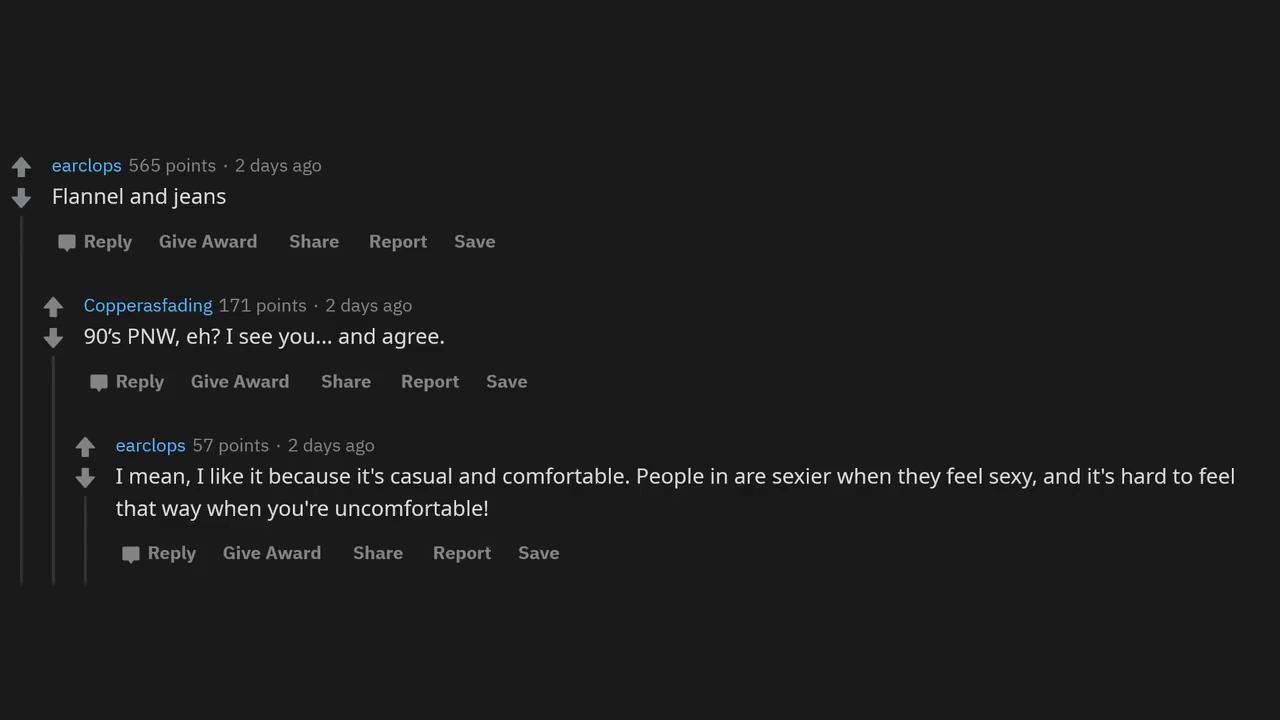 earclops 565 points · 2 days ago
Flannel and jeans
Reply Give Award Share Report Save
Copperasfading 171 points · 2 days ago
90’s PNW, eh? I see you... and agree.
Reply Give Award Share Report Save
earclops 57 points · 2 days ago
I mean, I like it because it's casual and comfortable. People in are sexier when they feel sexy, and it's hard to feel
that way when you're uncomfortable!
Reply Give Award Share Report Save